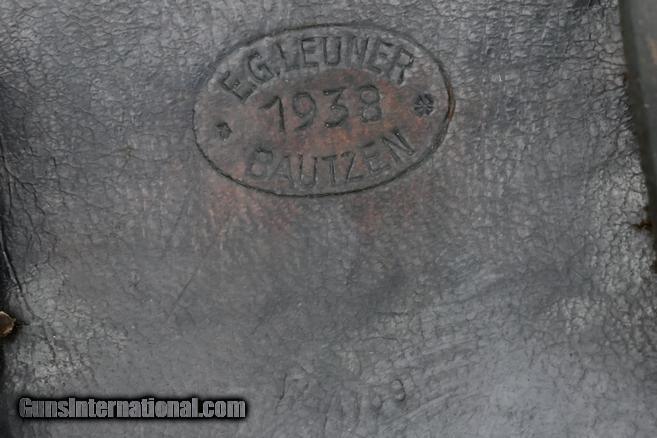 E.G.LEUNER
1938
BAUTZEN
GunsInternational.com